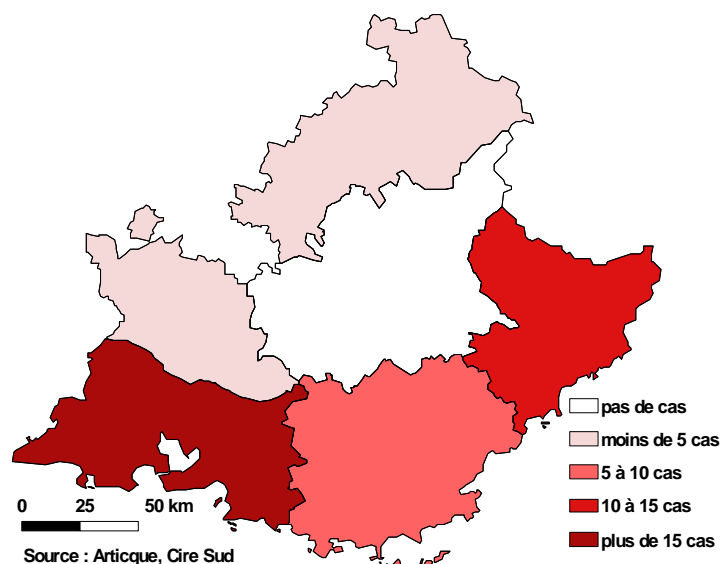 pas de cas
moins de 5 cas
5 à 10 cas
10 à 15 cas
plus de 15 cas
0 25 50 km
Source : Articque, Cire Sud